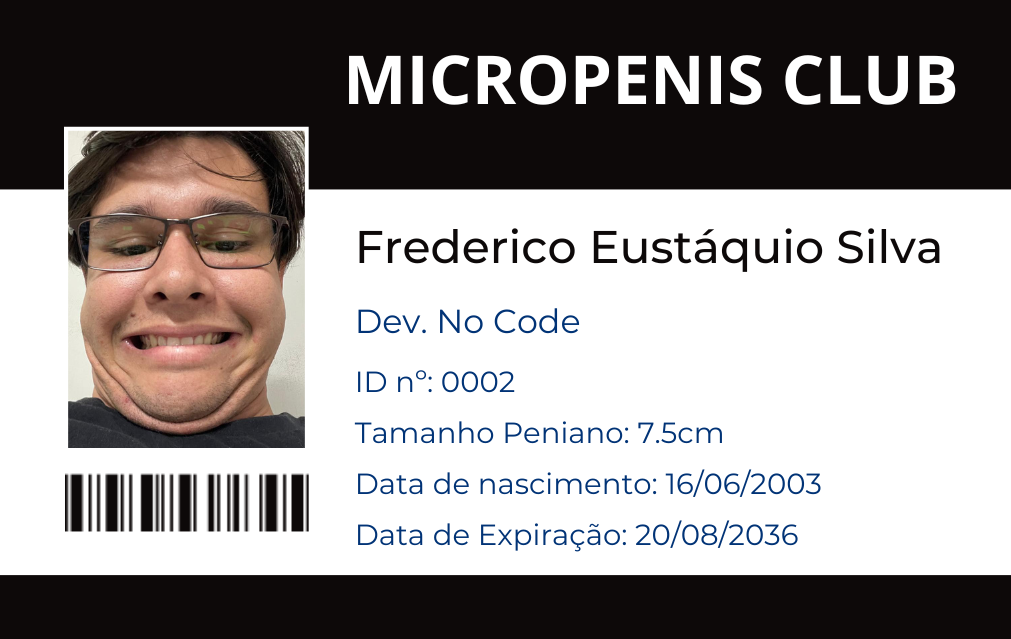 MICROPENIS CLUB
Frederico Eustáquio Silva
Dev. No Code
ID nº: 0002
Tamanho Peniano: 7.5cm
Data de nascimento: 16/06/2003
Data de Expiração: 20/08/2036